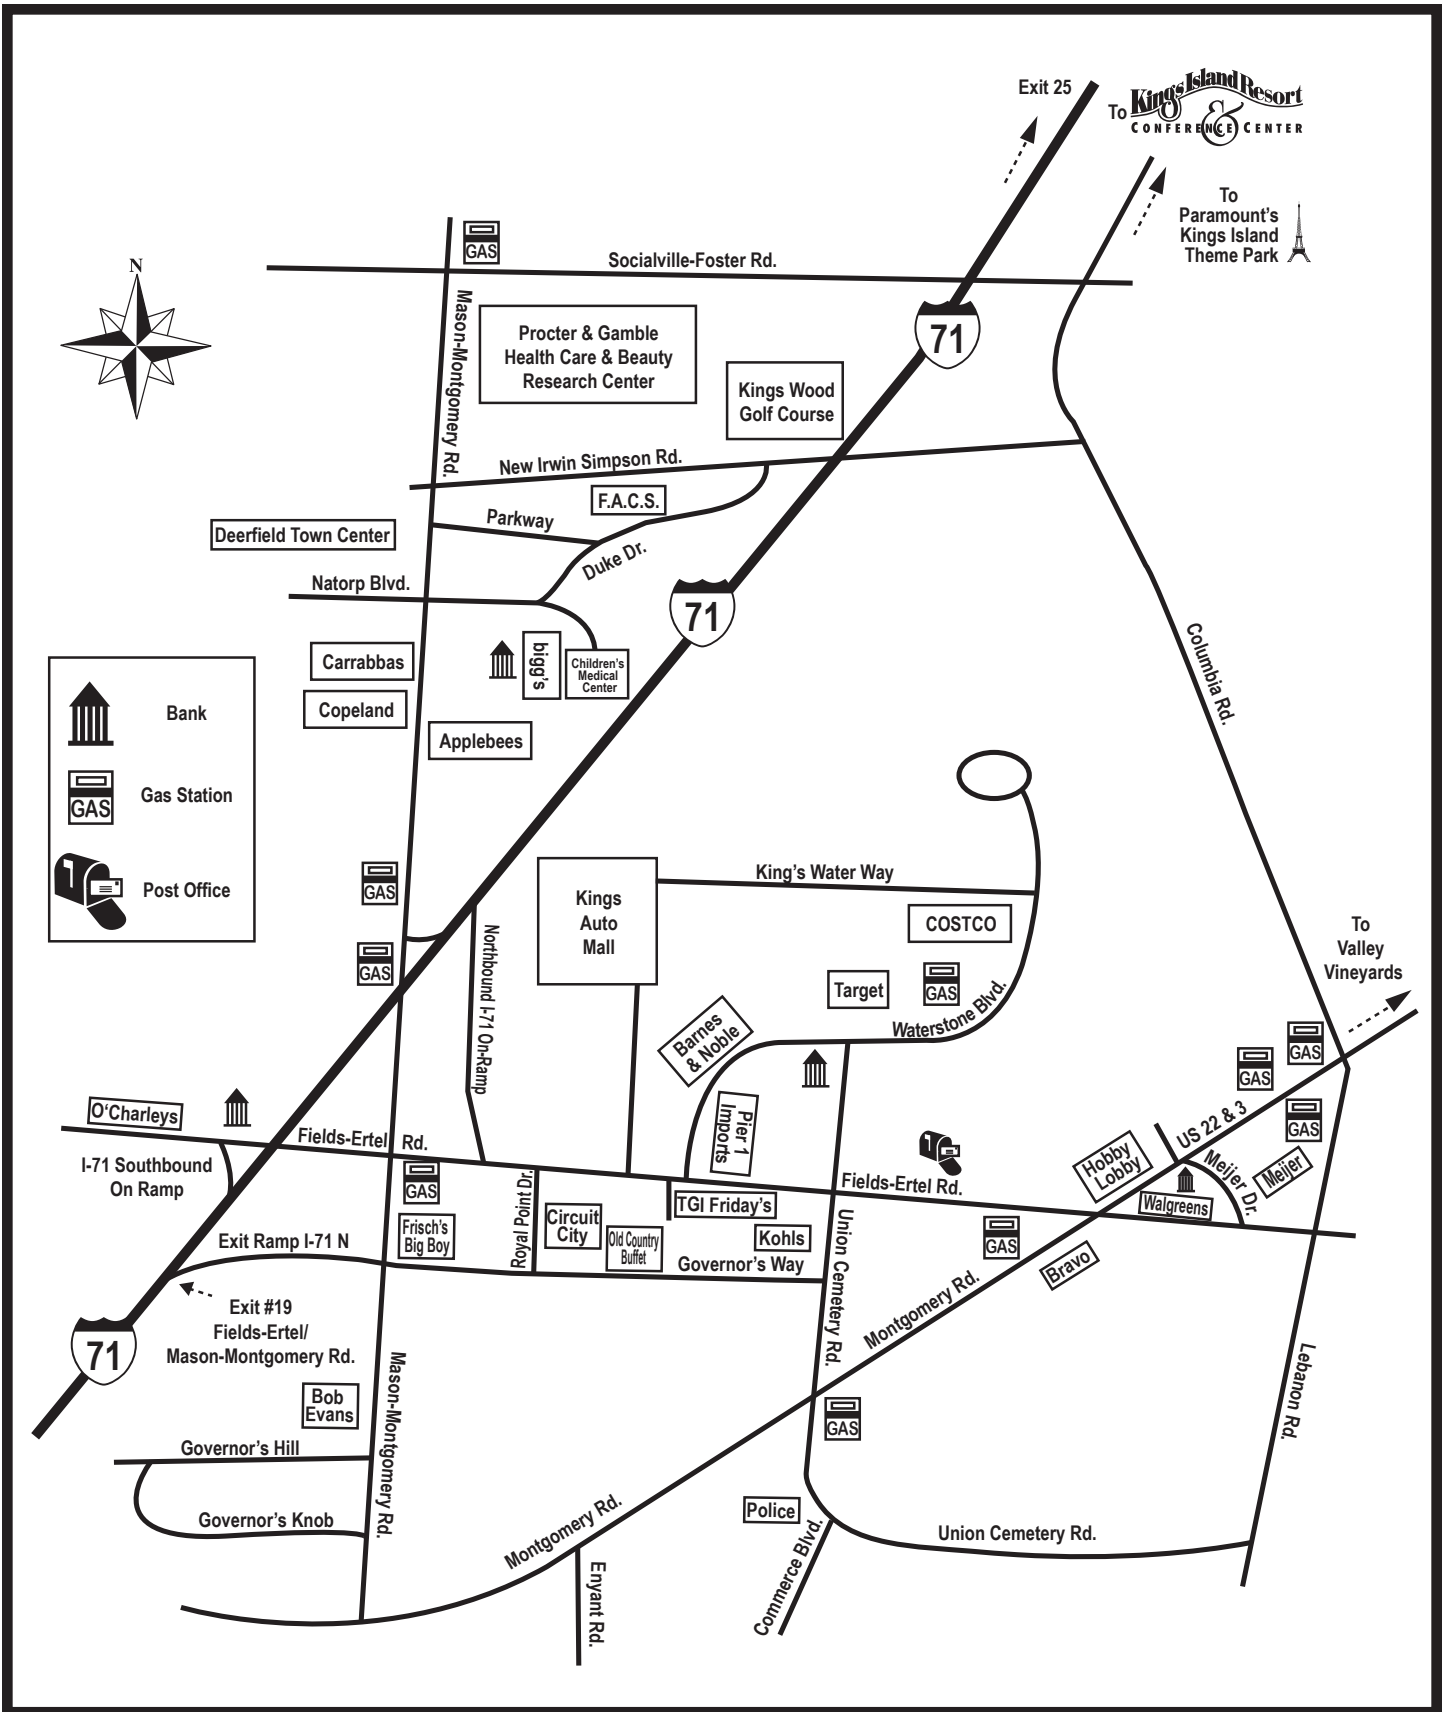 Exit 25
To
Kings Island Resort
&
CONFERENCE CENTER
To
Paramount's
Kings Island
Theme Park
GAS
Socialville-Foster Rd.
N
Mason-Montgomery Rd.
Procter & Gamble
Health Care & Beauty
Research Center
71
Kings Wood
Golf Course
New Irwin Simpson Rd.
F.A.C.S.
Parkway
Deerfield Town Center
Duke Dr.
Natorp Blvd.
71
Carrabbas
bigg's
Children's
Medical
Center
Columbia Rd.
Copeland
Applebees
Bank
Gas Station
GAS
Post Office
GAS
GAS
King's Water Way
Kings
Auto
Mall
COSTCO
Northbound I-71 On-Ramp
To
Valley
Vineyards
Target
GAS
Waterstone Blvd.
Barnes
& Noble
GAS
GAS
GAS
O'Charleys
Pier 1
Imports
US 22 & 3
Fields-Ertel Rd.
I-71 Southbound
On Ramp
Hobby
Lobby
Meijer Dr.
Meijer
GAS
Royal Point Dr.
Fields-Ertel Rd.
Walgreens
TGI Friday's
Frisch's
Big Boy
Circuit
City
Old Country
Buffet
Kohls
GAS
Exit Ramp I-71 N
Governor's Way
Union Cemetery Rd.
Bravo
Montgomery Rd.
Exit #19
Fields-Ertel/
Mason-Montgomery Rd.
71
Lebanon Rd.
Bob
Evans
Mason-Montgomery Rd.
GAS
Governor's Hill
Governor's Knob
Montgomery Rd.
Police
Commerce Blvd.
Union Cemetery Rd.
Enyant Rd.